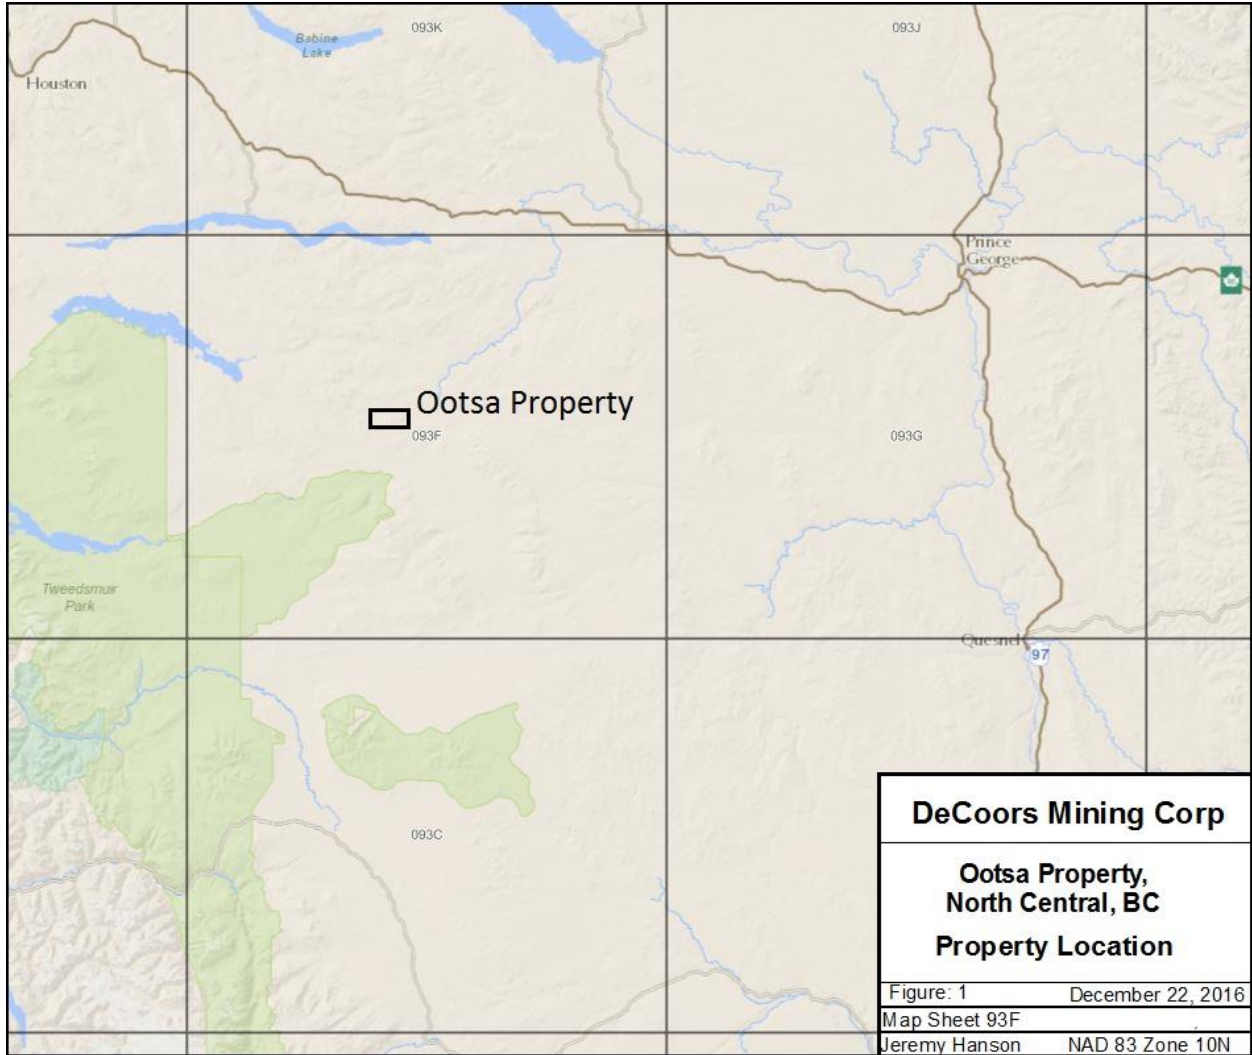 093K
093J
Babine
Lake
Houston
Prince
George
Ootsa Property
093F
093G
Tweedsmuir
Park
Quesnel
97
093C
DeCoors Mining Corp
Ootsa Property,
North Central, BC
Property Location
Figure: 1 December 22, 2016
Map Sheet 93F
Jeremy Hanson NAD 83 Zone 10N